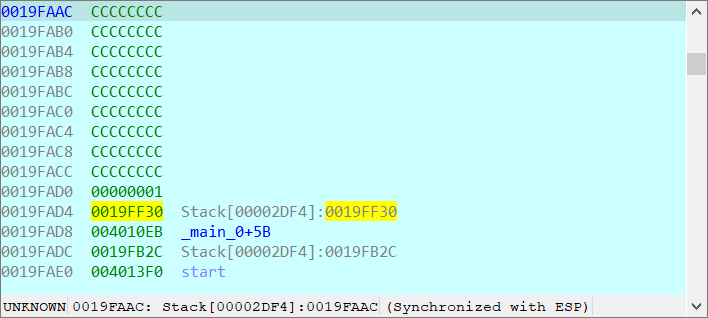 0019FAAC CCCCCCCC
0019FAB0 CCCCCCCC
0019FAB4 CCCCCCCC
0019FAB8 CCCCCCCC
0019FABC CCCCCCCC
0019FAC0 CCCCCCCC
0019FAC4 CCCCCCCC
0019FAC8 CCCCCCCC
0019FACC CCCCCCCC
0019FAD0 00000001
0019FAD4 0019FF30 Stack[00002DF4]:0019FF30
0019FAD8 004010EB _main_0+5B
0019FADC 0019FB2C Stack[00002DF4]:0019FB2C
0019FAE0 004013F0 start
UNKNOWN 0019FAAC: Stack[00002DF4]:0019FAAC (Synchronized with ESP)